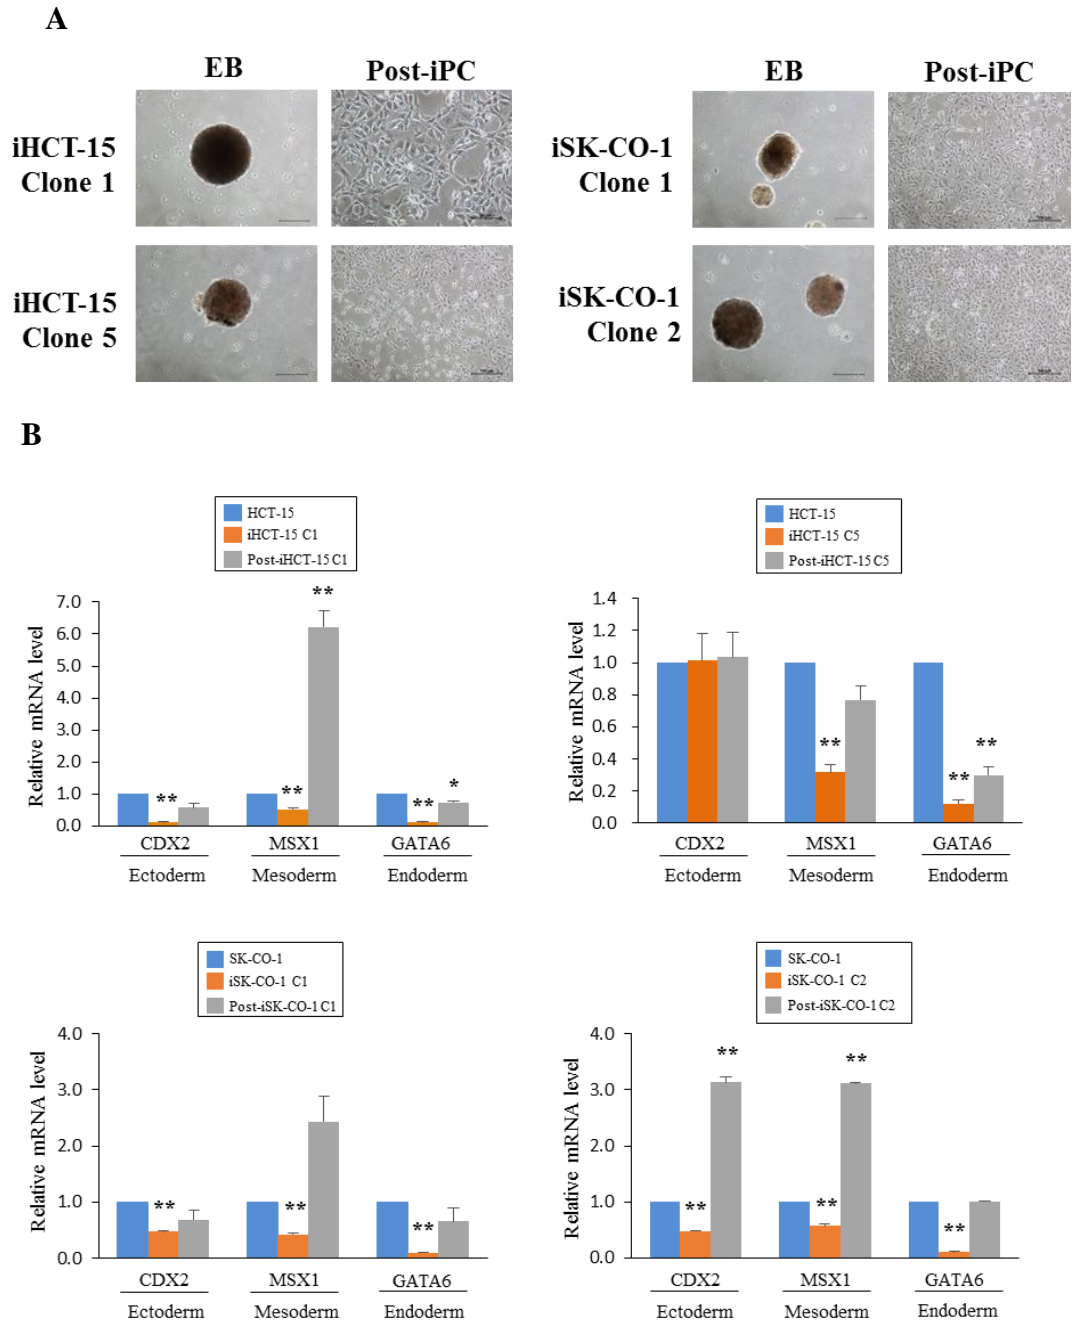 A
EB
Post-iPC
EB
Post-iPC
iHCT-15
Clone 1
iSK-CO-1
Clone 1
iHCT-15
Clone 5
iSK-CO-1
Clone 2
B
HCT-15
iHCT-15 C1
Post-iHCT-15 C1
Relative mRNA level
7.0
6.0
5.0
4.0
3.0
2.0
1.0
0.0
**
**
**
**
*
CDX2
MSX1
GATA6
Ectoderm
Mesoderm
Endoderm
HCT-15
iHCT-15 C5
Post-iHCT-15 C5
Relative mRNA level
1.4
1.2
1.0
0.8
0.6
0.4
0.2
0.0
**
**
**
CDX2
MSX1
GATA6
Ectoderm
Mesoderm
Endoderm
SK-CO-1
iSK-CO-1 C1
Post-iSK-CO-1 C1
Relative mRNA level
4.0
3.0
2.0
1.0
0.0
**
**
**
CDX2
MSX1
GATA6
Ectoderm
Mesoderm
Endoderm
SK-CO-1
iSK-CO-1 C2
Post-iSK-CO-1 C2
Relative mRNA level
4.0
3.0
2.0
1.0
0.0
**
**
**
**
**
CDX2
MSX1
GATA6
Ectoderm
Mesoderm
Endoderm